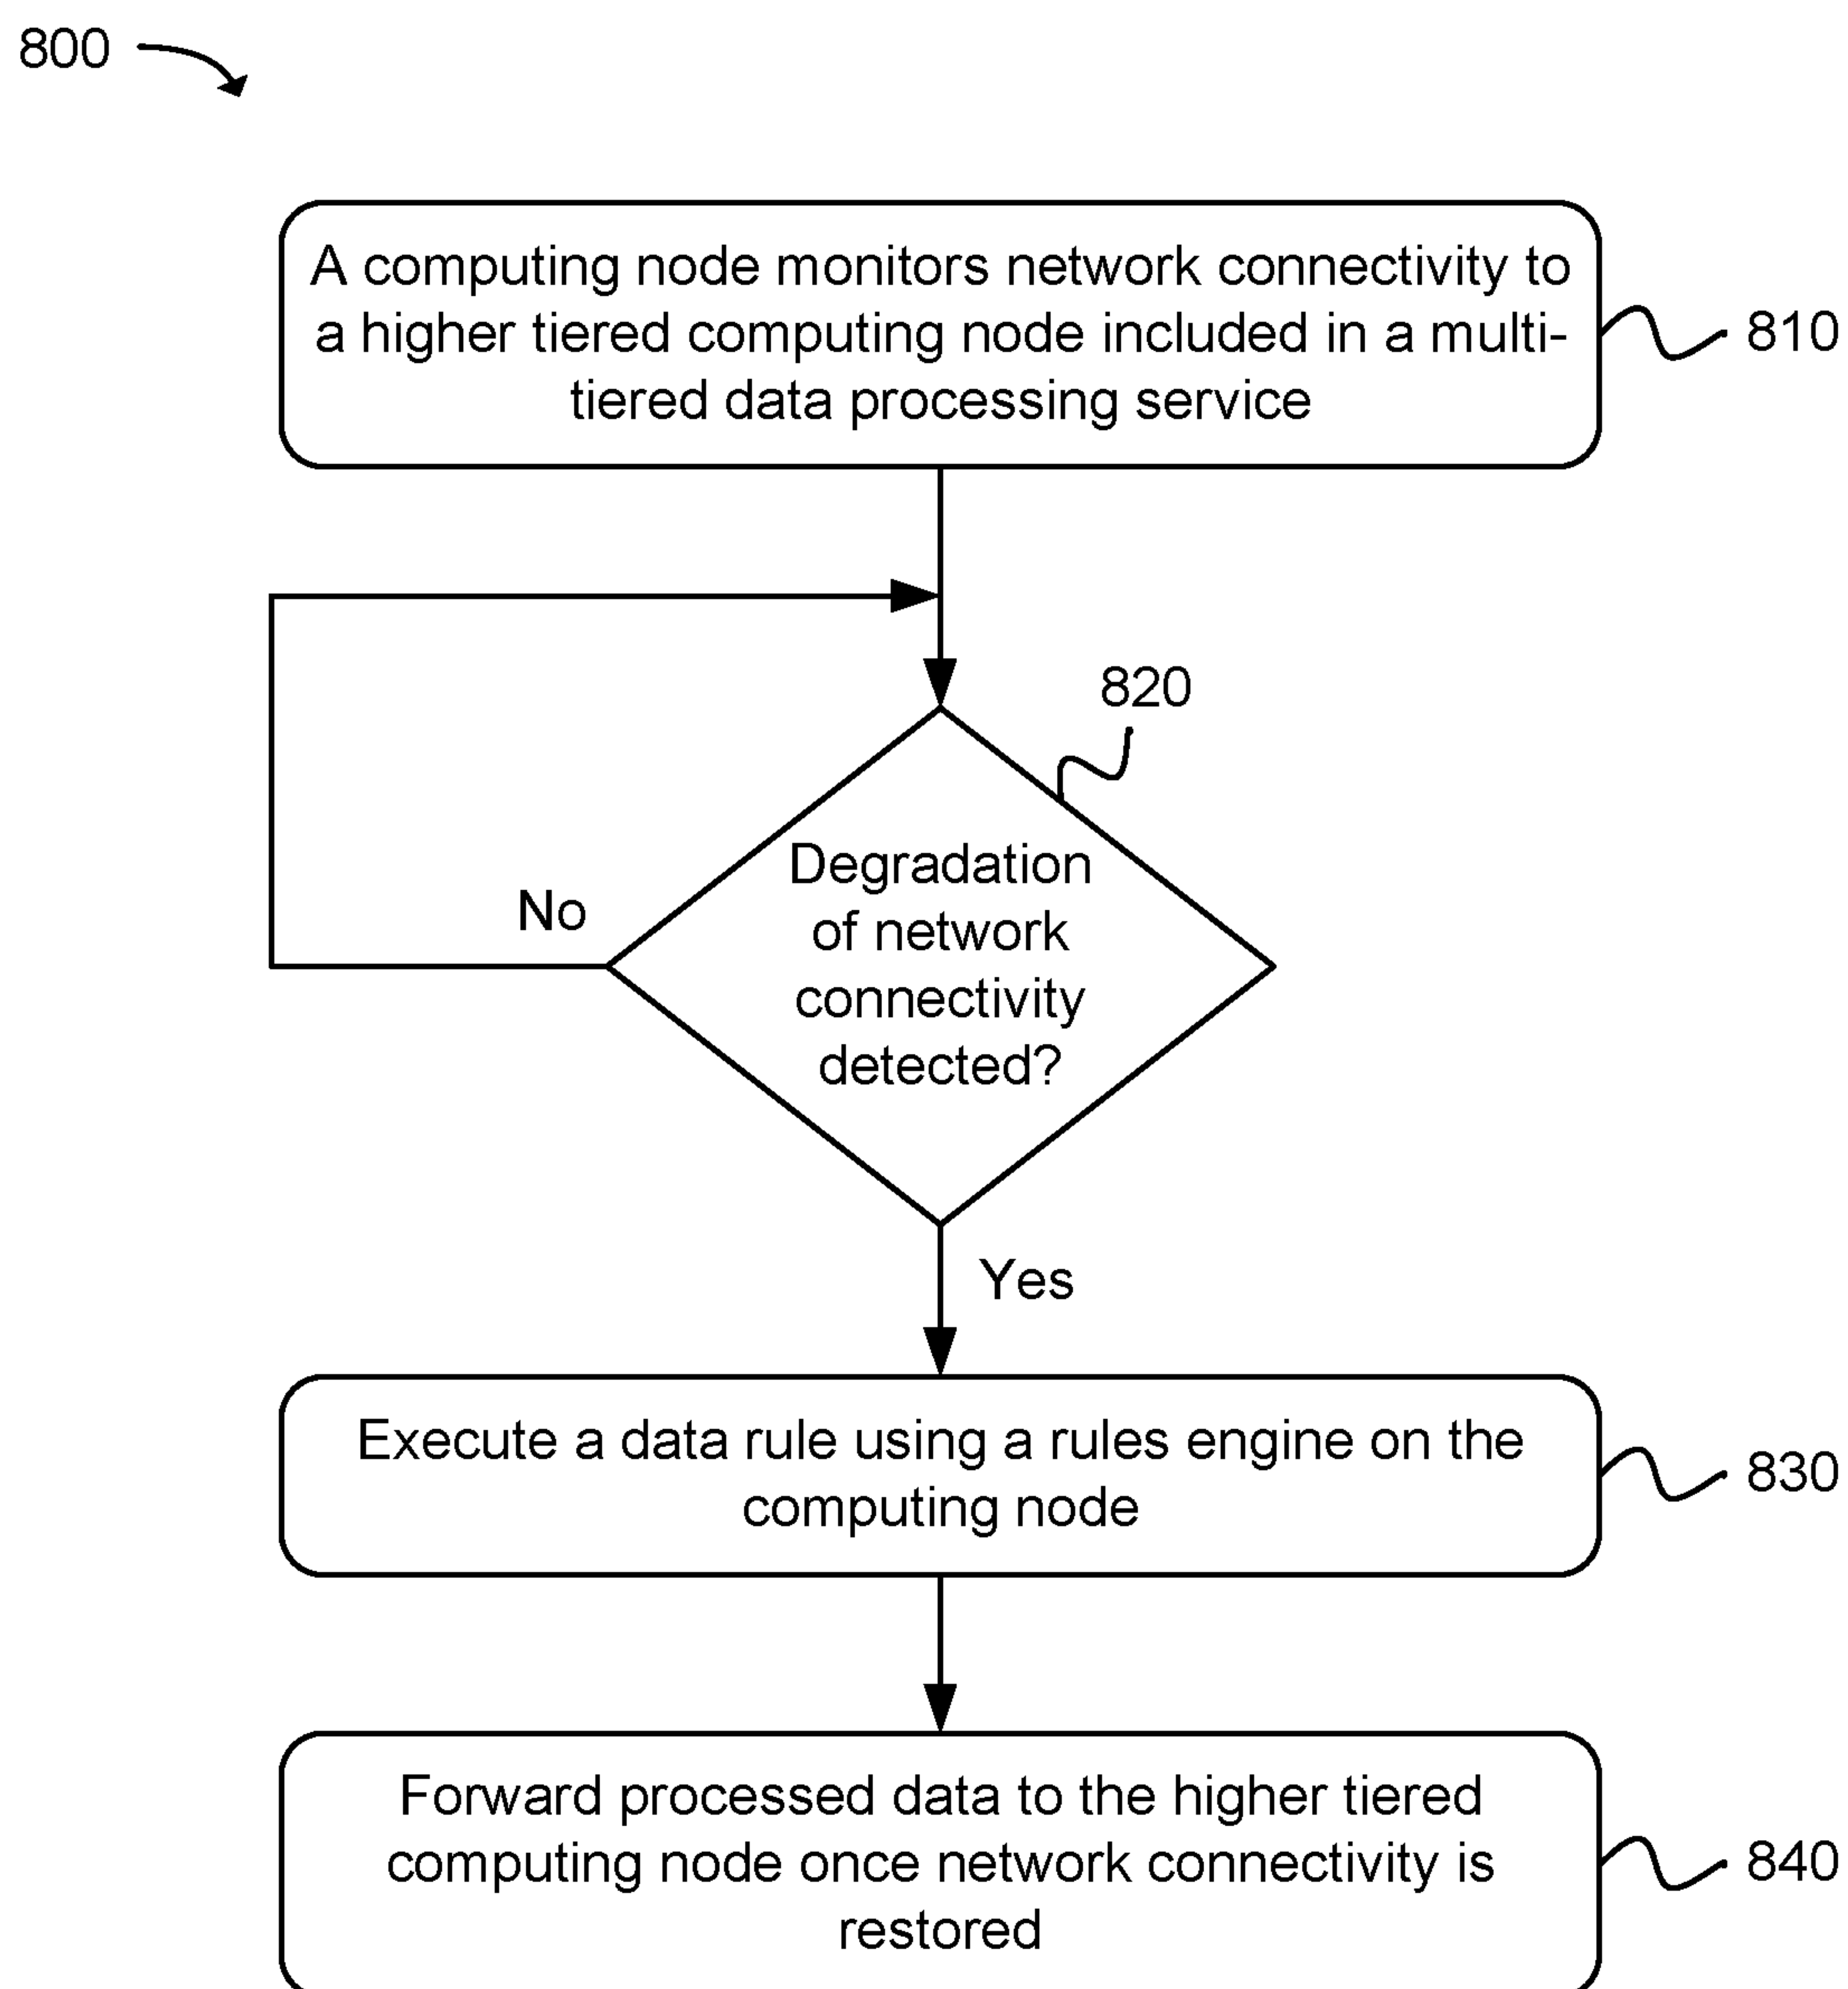 800
A computing node monitors network connectivity to
a higher tiered computing node included in a multi-
tiered data processing service
810
820
Degradation
of network
connectivity
detected?
No
Yes
Execute a data rule using a rules engine on the
computing node
830
Forward processed data to the higher tiered
computing node once network connectivity is
restored
840